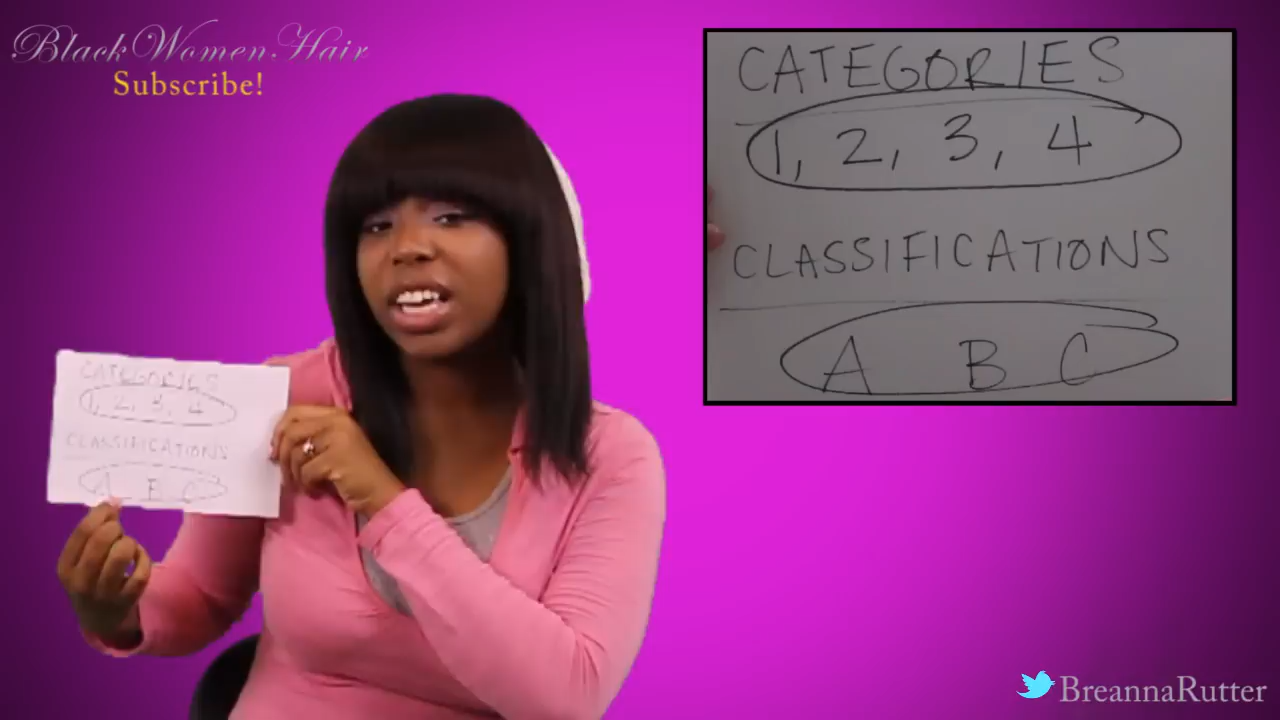 BlackWomenHair
Subscribe!
CATEGORIES
1, 2, 3, 4
CLASSIFICATIONS
A B C
CATEGORIES
1, 2, 3, 4
CLASSIFICATIONS
A B C
BreannaRutter